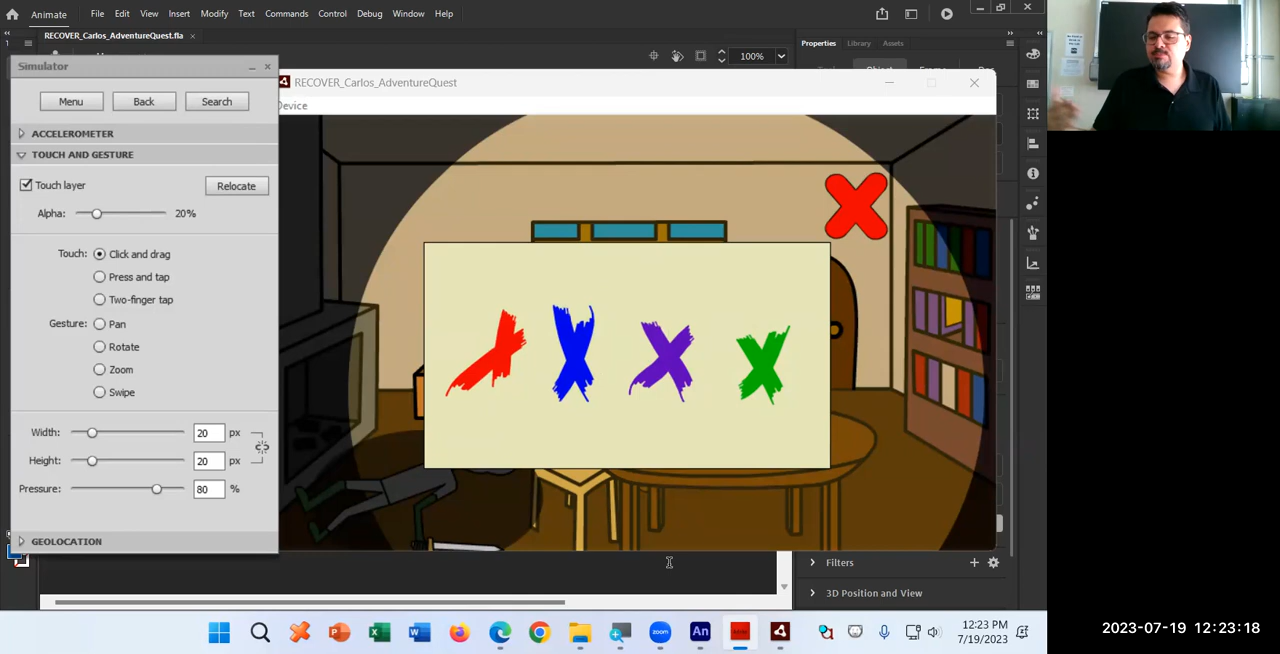 Animate
File
Edit
View
Insert
Modify
Text
Commands
Control
Debug
Window
Help
RECOVER_Carlos_AdventureQuest.fla
100%
Properties
Library
Assets
Simulator
Menu
Back
Search
ACCELEROMETER
TOUCH AND GESTURE
Touch layer
Relocate
Alpha:
20%
Touch:
Click and drag
Press and tap
Two-finger tap
Gesture:
Pan
Rotate
Zoom
Swipe
Width:
20
px
Height:
20
px
Pressure:
80
%
GEOLOCATION
RECOVER_Carlos_AdventureQuest
Device
Filters
3D Position and View
zoom
An
12:23 PM
7/19/2023
2023-07-19 12:23:18